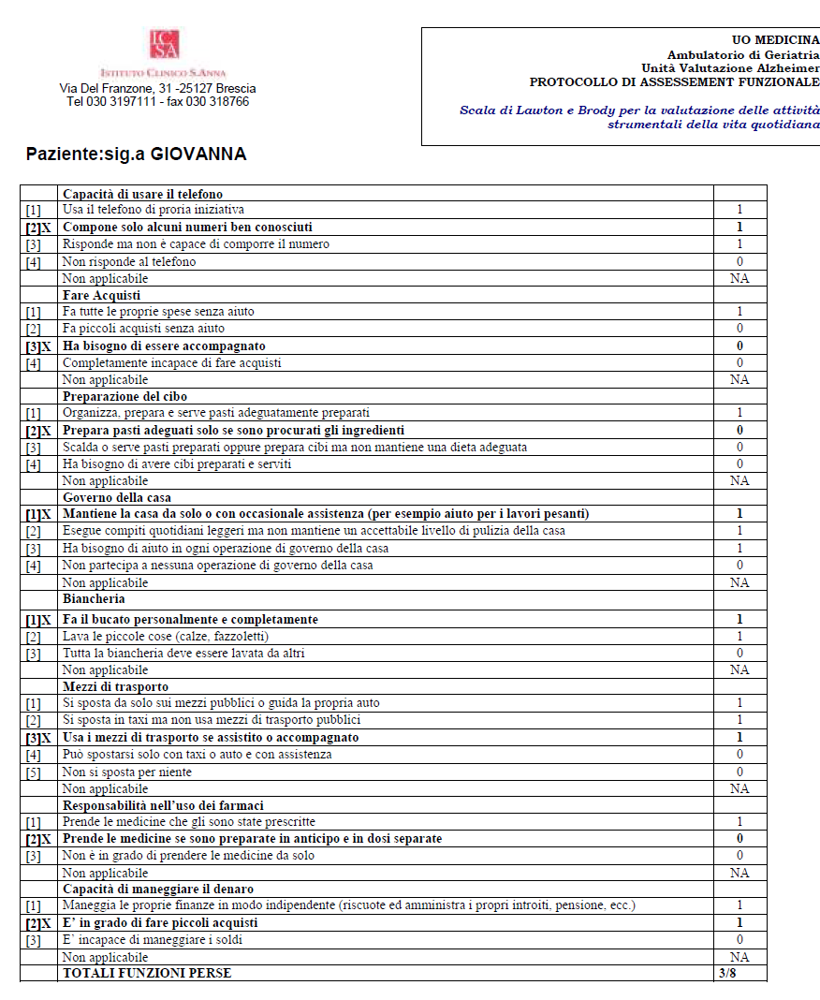 IC
SA
ISTITUTO CLINICO S.ANNA
Via Del Franzone, 31 -25127 Brescia
Tel 030 3197111 - fax 030 318766
UO MEDICINA
Ambulatorio di Geriatria
Unità Valutazione Alzheimer
PROTOCOLLO DI ASSESSEMENT FUNZIONALE
Scala di Lawton e Brody per la valutazione delle attività
strumentali della vita quotidiana
Paziente:sig.a GIOVANNA
Capacità di usare il telefono
[1] Usa il telefono di proria iniziativa 1
[2]X Compone solo alcuni numeri ben conosciuti 1
[3] Risponde ma non è capace di comporre il numero 1
[4] Non risponde al telefono 0
Non applicabile NA
Fare Acquisti
[1] Fa tutte le proprie spese senza aiuto 1
[2] Fa piccoli acquisti senza aiuto 0
[3]X Ha bisogno di essere accompagnato 0
[4] Completamente incapace di fare acquisti 0
Non applicabile NA
Preparazione del cibo
[1] Organizza, prepara e serve pasti adeguatamente preparati 1
[2]X Prepara pasti adeguati solo se sono procurati gli ingredienti 0
[3] Scalda o serve pasti preparati oppure prepara cibi ma non mantiene una dieta adeguata 0
[4] Ha bisogno di avere cibi preparati e serviti 0
Non applicabile NA
Governo della casa
[1]X Mantiene la casa da solo o con occasionale assistenza (per esempio aiuto per i lavori pesanti) 1
[2] Esegue compiti quotidiani leggeri ma non mantiene un accettabile livello di pulizia della casa 1
[3] Ha bisogno di aiuto in ogni operazione di governo della casa 1
[4] Non partecipa a nessuna operazione di governo della casa 0
Non applicabile NA
Biancheria
[1]X Fa il bucato personalmente e completamente 1
[2] Lava le piccole cose (calze, fazzoletti) 1
[3] Tutta la biancheria deve essere lavata da altri 0
Non applicabile NA
Mezzi di trasporto
[1] Si sposta da solo sui mezzi pubblici o guida la propria auto 1
[2] Si sposta in taxi ma non usa mezzi di trasporto pubblici 1
[3]X Usa i mezzi di trasporto se assistito o accompagnato 1
[4] Può spostarsi solo con taxi o auto e con assistenza 0
[5] Non si sposta per niente 0
Non applicabile NA
Responsabilità nell'uso dei farmaci
[1] Prende le medicine che gli sono state prescritte 1
[2]X Prende le medicine se sono preparate in anticipo e in dosi separate 0
[3] Non è in grado di prendere le medicine da solo 0
Non applicabile NA
Capacità di maneggiare il denaro
[1] Maneggia le proprie finanze in modo indipendente (riscuote ed amministra i propri introiti, pensione, ecc.) 1
[2]X E' in grado di fare piccoli acquisti 1
[3] E' incapace di maneggiare i soldi 0
Non applicabile NA
TOTALI FUNZIONI PERSE 3/8